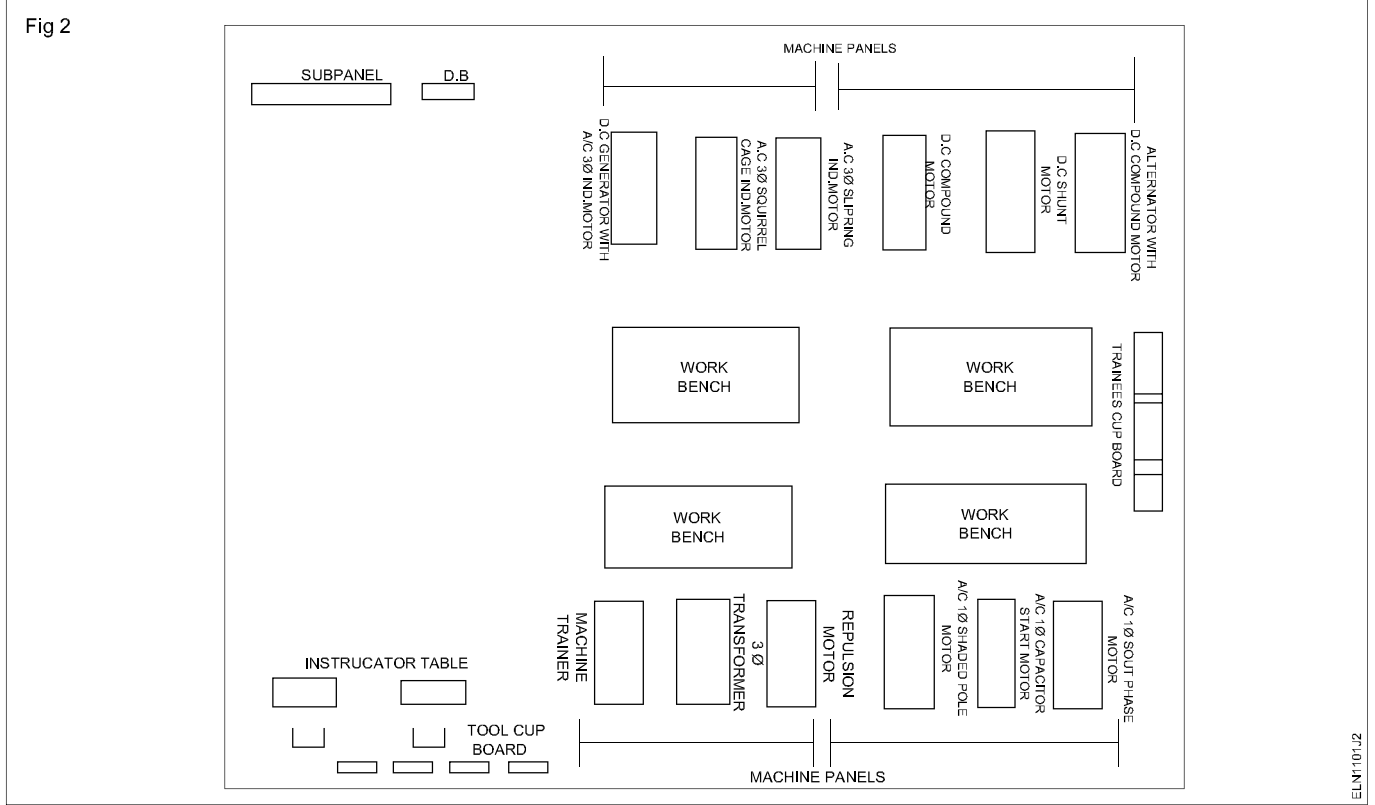 Fig 2
MACHINE PANELS
SUBPANEL
D.B
D.C GENERATOR WITH
A/C 3Ø IND.MOTOR
A.C 3Ø SQUIRREL
CAGE IND.MOTOR
A.C 3Ø SLIPRING
IND.MOTOR
D.C COMPOUND
MOTOR
D.C SHUNT
MOTOR
ALTERNATOR WITH
D.C COMPOUND MOTOR
WORK
BENCH
WORK
BENCH
TRAINEES CUP BOARD
WORK
BENCH
WORK
BENCH
MACHINE
TRAINER
3 Ø
TRANSFORMER
REPULSION
MOTOR
A/C 1Ø SHADED POLE
MOTOR
A/C 1Ø CAPACITOR
START MOTOR
A/C 1Ø SOUT PHASE
MOTOR
INSTRUCATOR TABLE
TOOL CUP
BOARD
MACHINE PANELS
ELN1101J2